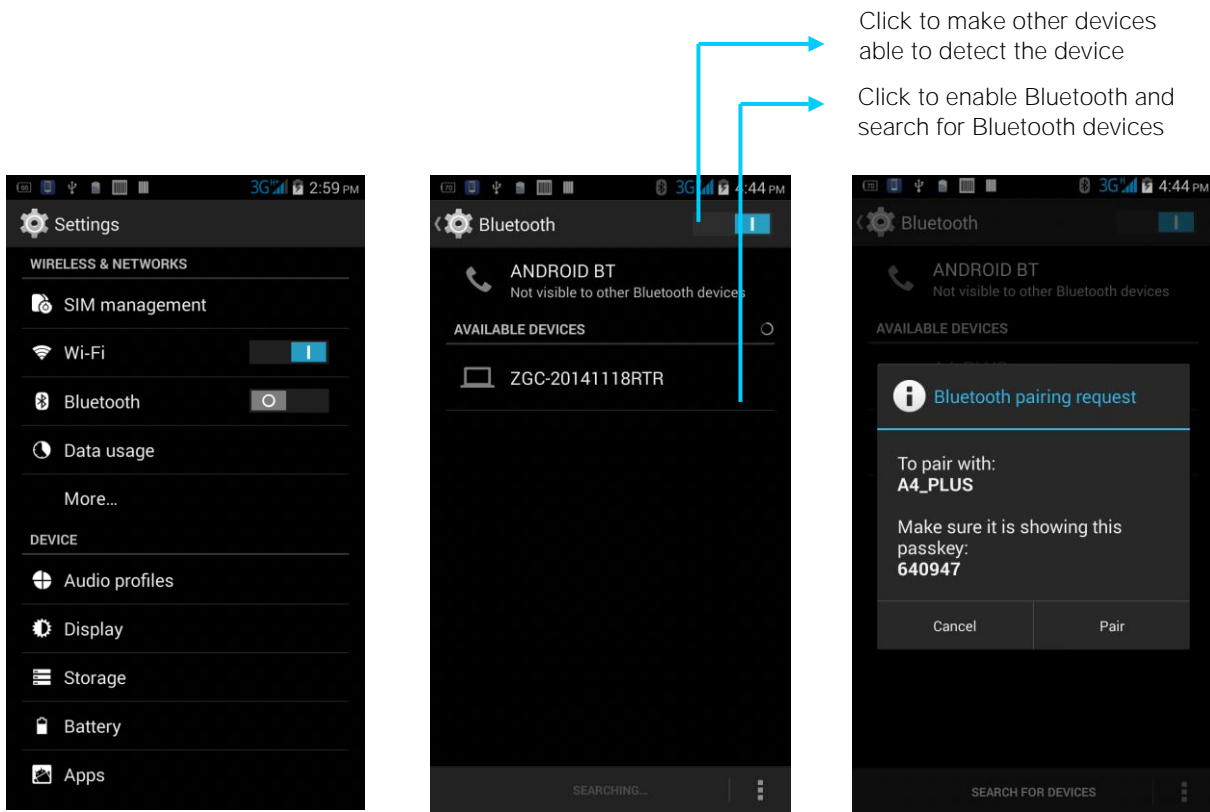 Click to make other devices
able to detect the device
Click to enable Bluetooth and
search for Bluetooth devices
3G 2:59 PM
Settings
WIRELESS & NETWORKS
SIM management
Wi-Fi
Bluetooth
Data usage
More...
DEVICE
Audio profiles
Display
Storage
Battery
Apps
3G 4:44 PM
Bluetooth
ANDROID BT
Not visible to other Bluetooth devices
AVAILABLE DEVICES
ZGC-20141118RTR
SEARCHING...
3G 4:44 PM
Bluetooth
ANDROID BT
Not visible to other Bluetooth devices
AVAILABLE DEVICES
Bluetooth pairing request
To pair with:
A4_PLUS
Make sure it is showing this
passkey:
640947
Cancel Pair
SEARCH FOR DEVICES